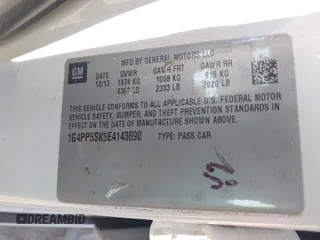 GM
MFD BY GENERAL MOTORS LLC
DATE GVWR GAWR FRT GAWR RR
12/13 1974 KG 1058 KG 916 KG
4352 LB 2333 LB 2020 LB
THIS VEHICLE CONFORMS TO ALL APPLICABLE U.S. FEDERAL MOTOR
VEHICLE SAFETY, BUMPER, AND THEFT PREVENTION STANDARDS IN
EFFECT ON THE DATE OF MANUFACTURE SHOWN ABOVE.
1G4PP5SK5E4143690 TYPE: PASS CAR
DREAMBID